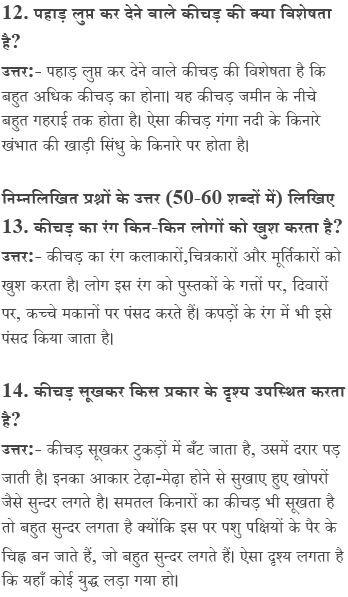 12. पहाड़ लुप्त कर देने वाले कीचड़ की क्या विशेषता
है?
उत्तर:- पहाड़ लुप्त कर देने वाले कीचड़ की विशेषता है कि
बहुत अधिक कीचड़ का होना। यह कीचड़ जमीन के नीचे
बहुत गहराई तक होता है। ऐसा कीचड़ गंगा नदी के किनारे
खंभात की खाड़ी सिंधु के किनारे पर होता है।
निम्नलिखित प्रश्नों के उत्तर (50-60 शब्दों में) लिखिए
13. कीचड़ का रंग किन-किन लोगों को खुश करता है?
उत्तर:- कीचड़ का रंग कलाकारों,चित्रकारों और मूर्तिकारों को
खुश करता है। लोग इस रंग को पुस्तकों के गत्तों पर, दिवारों
पर, कच्चे मकानों पर पंसद करते हैं। कपड़ों के रंग में भी इसे
पंसद किया जाता है।
14. कीचड़ सूखकर किस प्रकार के दृश्य उपस्थित करता
है?
उत्तर:- कीचड़ सूखकर टुकड़ों में बँट जाता है, उसमें दरार पड़
जाती है। इनका आकार टेढ़ा-मेढ़ा होने से सुखाए हुए खोपरों
जैसे सुन्दर लगते है। समतल किनारों का कीचड़ भी सूखता है
तो बहुत सुन्दर लगता है क्योंकि इस पर पशु पक्षियों के पैर के
चिह्न बन जाते हैं, जो बहुत सुन्दर लगते हैं। ऐसा दृश्य लगता है
कि यहाँ कोई युद्ध लड़ा गया हो।